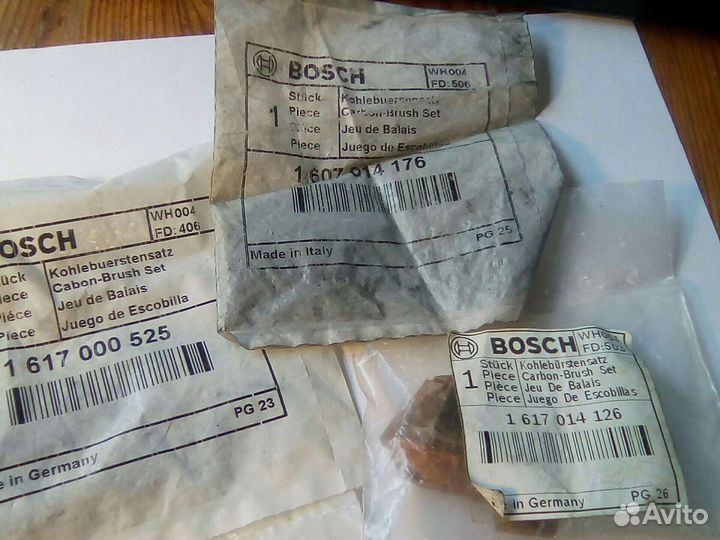 BOSCH
WH004
FD: 506
1
Stück
Kohlebuerstensatz
Piece
Carbon-Brush Set
Jeu de Balais
Piece
Juego de Escobillas
1 607 014 176
Made in Italy
PG 25
BOSCH
WH004
FD: 406
Stück
Kohlebuerstensatz
Piece
Cabon-Brush Set
Piéce
Jeu de Balais
Piece
Juego de Escobilla
1 617 000 525
PG 23
in Germany
BOSCH
FD:
1
Stück
Kohlebürstensatz
Piece
Carbon-Brush Set
Pièce
Jeu De Balais
Piece
Juego De Escobillas
1 617 014 126
in Germany
PG 26
Avito